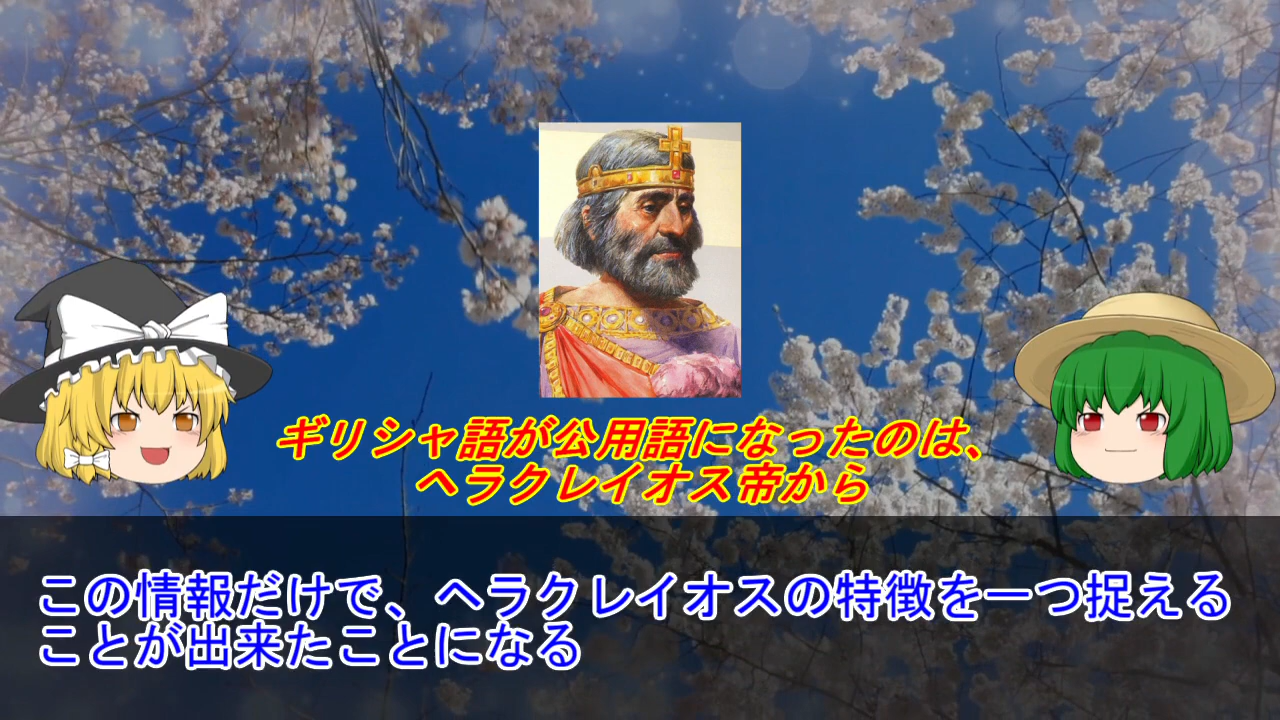 ギリシャ語が公用語になったのは、
ヘラクレイオス帝から
この情報だけで、ヘラクレイオスの特徴を一つ捉える
ことが出来たことになる